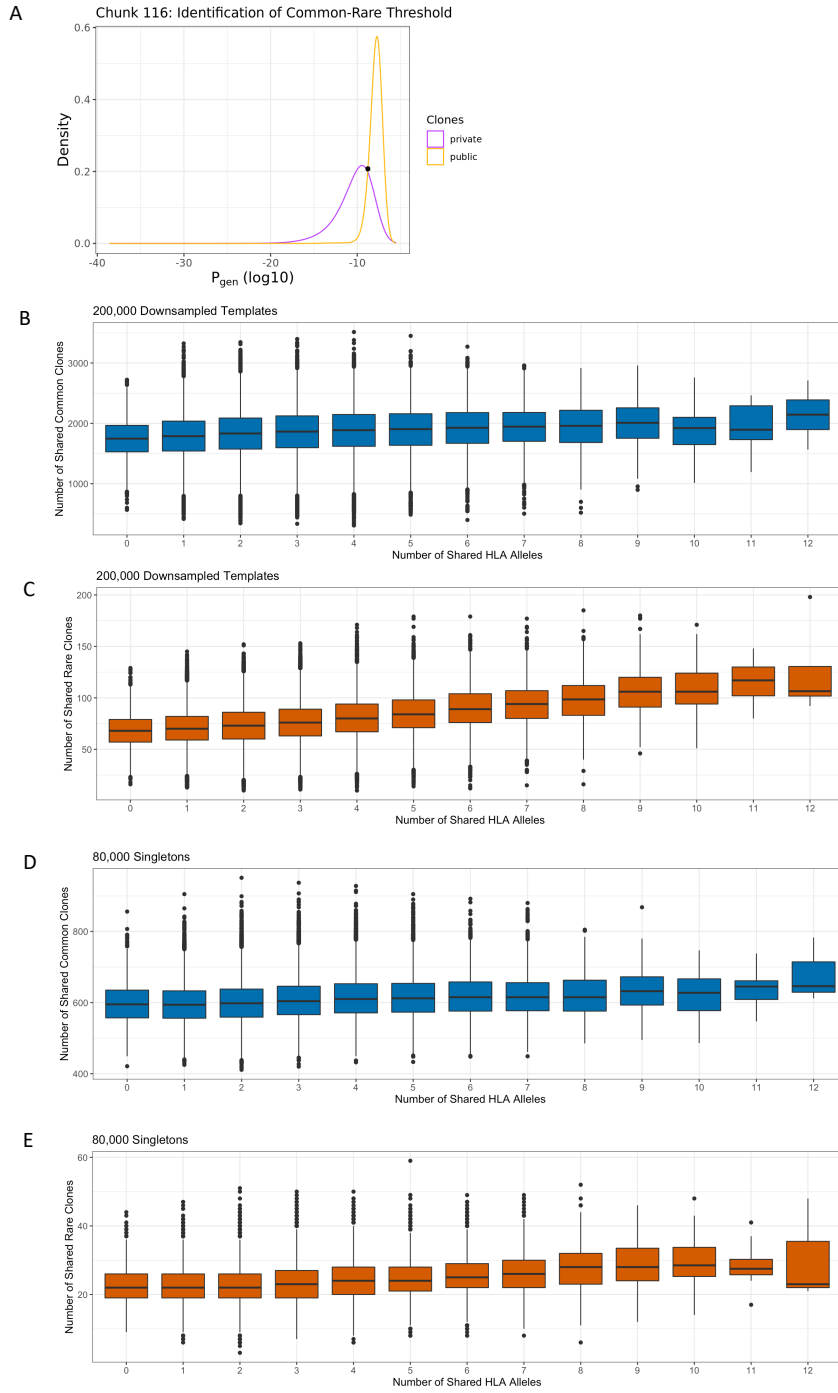 A
Chunk 116: Identification of Common-Rare Threshold
0.6
0.4
0.2
0.0
Density
-40 -30 -20 -10
Pgen (log10)
Clones
private
public
B
200,000 Downsampled Templates
3000
2000
1000
Number of Shared Common Clones
0 1 2 3 4 5 6 7 8 9 10 11 12
Number of Shared HLA Alleles
C
200,000 Downsampled Templates
200
150
100
50
Number of Shared Rare Clones
0 1 2 3 4 5 6 7 8 9 10 11 12
Number of Shared HLA Alleles
D
80,000 Singletons
800
600
400
Number of Shared Common Clones
0 1 2 3 4 5 6 7 8 9 10 11 12
Number of Shared HLA Alleles
E
80,000 Singletons
60
40
20
Number of Shared Rare Clones
0 1 2 3 4 5 6 7 8 9 10 11 12
Number of Shared HLA Alleles